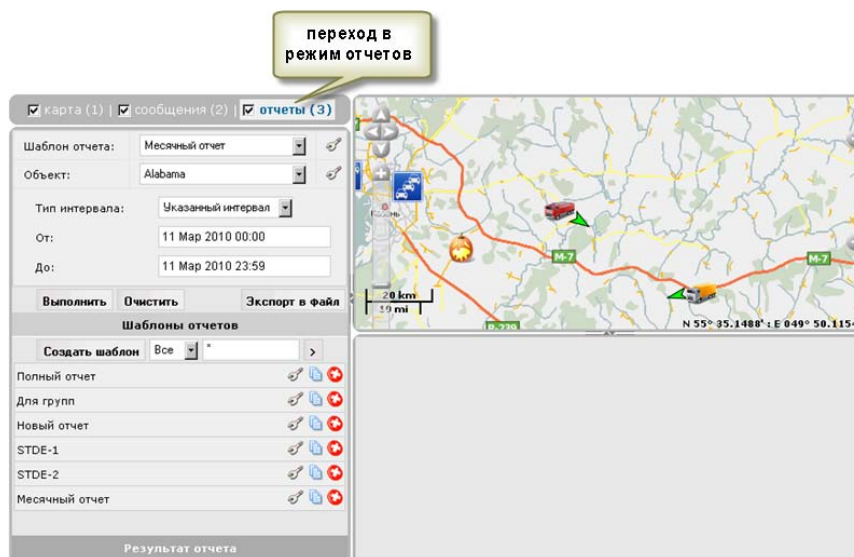 переход в
режим отчетов
карта (1) | сообщения (2) | отчеты (3)
Шаблон отчета: Месячный отчет
Объект: Alabama
Тип интервала: Указанный интервал
От: 11 Мар 2010 00:00
До: 11 Мар 2010 23:59
Выполнить Очистить Экспорт в файл
Шаблоны отчетов
Создать шаблон Все * >
Полный отчет
Для групп
Новый отчет
STDE-1
STDE-2
Месячный отчет
Результат отчета
Казань
M-7
M-7
20 km
10 mi
P-239
N 55° 35.1488' : E 049° 50.1154